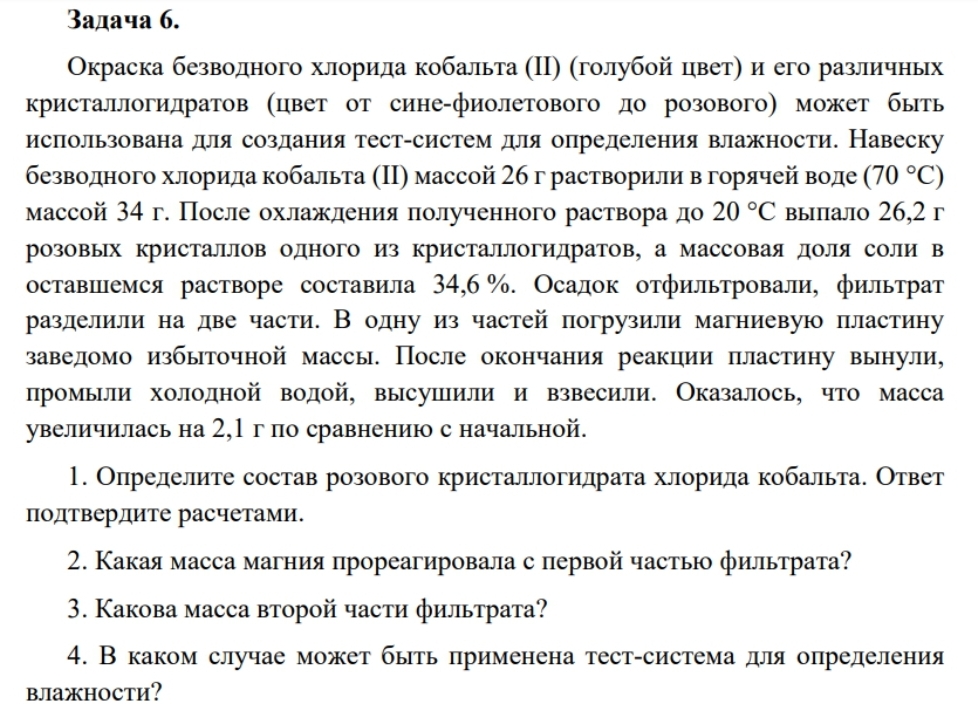 Задача 6.
Окраска безводного хлорида кобальта (II) (голубой цвет) и его различных
кристаллогидратов (цвет от сине-фиолетового до розового) может быть
использована для создания тест-систем для определения влажности. Навеску
безводного хлорида кобальта (II) массой 26 г растворили в горячей воде (70 °C)
массой 34 г. После охлаждения полученного раствора до 20 °C выпало 26,2 г
розовых кристаллов одного из кристаллогидратов, а массовая доля соли в
оставшемся растворе составила 34,6 %. Осадок отфильтровали, фильтрат
разделили на две части. В одну из частей погрузили магниевую пластину
заведомо избыточной массы. После окончания реакции пластину вынули,
промыли холодной водой, высушили и взвесили. Оказалось, что масса
увеличилась на 2,1 г по сравнению с начальной.
1. Определите состав розового кристаллогидрата хлорида кобальта. Ответ
подтвердите расчетами.
2. Какая масса магния прореагировала с первой частью фильтрата?
3. Какова масса второй части фильтрата?
4. В каком случае может быть применена тест-система для определения
влажности?